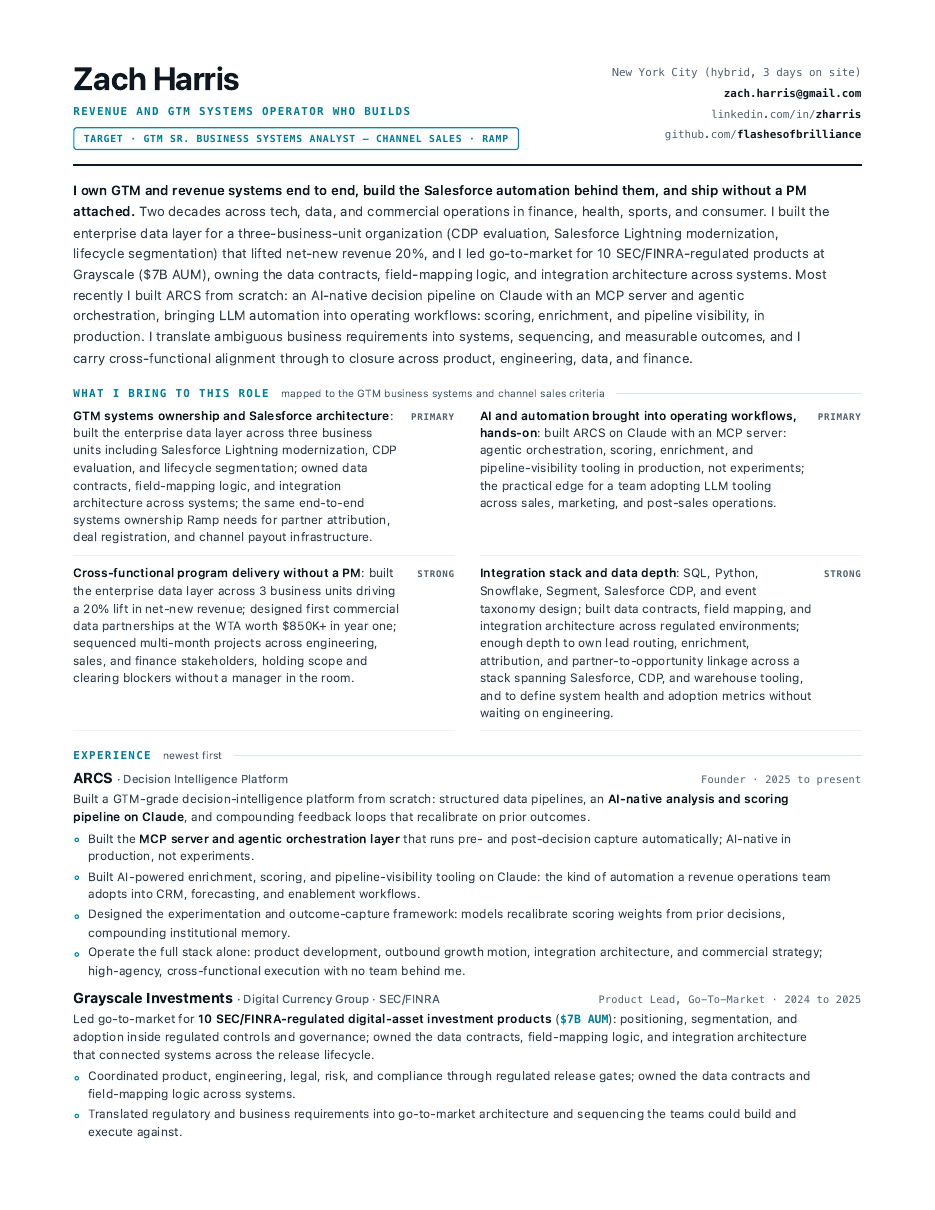 Zach Harris
REVENUE AND GTM SYSTEMS OPERATOR WHO BUILDS
TARGET · GTM SR. BUSINESS SYSTEMS ANALYST — CHANNEL SALES · RAMP
New York City (hybrid, 3 days on site)
zach.harris@gmail.com
linkedin.com/in/zharris
github.com/flashesofbrilliance
I own GTM and revenue systems end to end, build the Salesforce automation behind them, and ship without a PM
attached. Two decades across tech, data, and commercial operations in finance, health, sports, and consumer. I built the
enterprise data layer for a three-business-unit organization (CDP evaluation, Salesforce Lightning modernization,
lifecycle segmentation) that lifted net-new revenue 20%, and I led go-to-market for 10 SEC/FINRA-regulated products at
Grayscale ($7B AUM), owning the data contracts, field-mapping logic, and integration architecture across systems. Most
recently I built ARCS from scratch: an AI-native decision pipeline on Claude with an MCP server and agentic
orchestration, bringing LLM automation into operating workflows: scoring, enrichment, and pipeline visibility, in
production. I translate ambiguous business requirements into systems, sequencing, and measurable outcomes, and I
carry cross-functional alignment through to closure across product, engineering, data, and finance.
WHAT I BRING TO THIS ROLE mapped to the GTM business systems and channel sales criteria
GTM systems ownership and Salesforce architecture: PRIMARY
built the enterprise data layer across three business
units including Salesforce Lightning modernization, CDP
evaluation, and lifecycle segmentation; owned data
contracts, field-mapping logic, and integration
architecture across systems; the same end-to-end
systems ownership Ramp needs for partner attribution,
deal registration, and channel payout infrastructure.
AI and automation brought into operating workflows, PRIMARY
hands-on: built ARCS on Claude with an MCP server:
agentic orchestration, scoring, enrichment, and
pipeline-visibility tooling in production, not experiments;
the practical edge for a team adopting LLM tooling
across sales, marketing, and post-sales operations.
Cross-functional program delivery without a PM: built STRONG
the enterprise data layer across 3 business units driving
a 20% lift in net-new revenue; designed first commercial
data partnerships at the WTA worth $850K+ in year one;
sequenced multi-month projects across engineering,
sales, and finance stakeholders, holding scope and
clearing blockers without a manager in the room.
Integration stack and data depth: SQL, Python, STRONG
Snowflake, Segment, Salesforce CDP, and event
taxonomy design; built data contracts, field mapping, and
integration architecture across regulated environments;
enough depth to own lead routing, enrichment,
attribution, and partner-to-opportunity linkage across a
stack spanning Salesforce, CDP, and warehouse tooling,
and to define system health and adoption metrics without
waiting on engineering.
EXPERIENCE newest first
ARCS · Decision Intelligence Platform Founder · 2025 to present
Built a GTM-grade decision-intelligence platform from scratch: structured data pipelines, an AI-native analysis and scoring
pipeline on Claude, and compounding feedback loops that recalibrate on prior outcomes.
Built the MCP server and agentic orchestration layer that runs pre- and post-decision capture automatically; AI-native in
production, not experiments.
Built AI-powered enrichment, scoring, and pipeline-visibility tooling on Claude: the kind of automation a revenue operations team
adopts into CRM, forecasting, and enablement workflows.
Designed the experimentation and outcome-capture framework: models recalibrate scoring weights from prior decisions,
compounding institutional memory.
Operate the full stack alone: product development, outbound growth motion, integration architecture, and commercial strategy;
high-agency, cross-functional execution with no team behind me.
Grayscale Investments · Digital Currency Group · SEC/FINRA Product Lead, Go-To-Market · 2024 to 2025
Led go-to-market for 10 SEC/FINRA-regulated digital-asset investment products ($7B AUM): positioning, segmentation, and
adoption inside regulated controls and governance; owned the data contracts, field-mapping logic, and integration architecture
that connected systems across the release lifecycle.
Coordinated product, engineering, legal, risk, and compliance through regulated release gates; owned the data contracts and
field-mapping logic across systems.
Translated regulatory and business requirements into go-to-market architecture and sequencing the teams could build and
execute against.